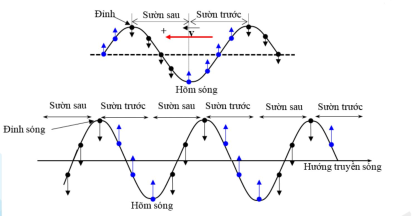 Đỉnh
Sườn sau
Sườn trước
+
v
Hõm sóng
Sườn sau
Sườn trước
Sườn sau
Sườn trước
Sườn sau
Sườn trước
Đỉnh sóng
Hướng truyền sóng
Hõm sóng